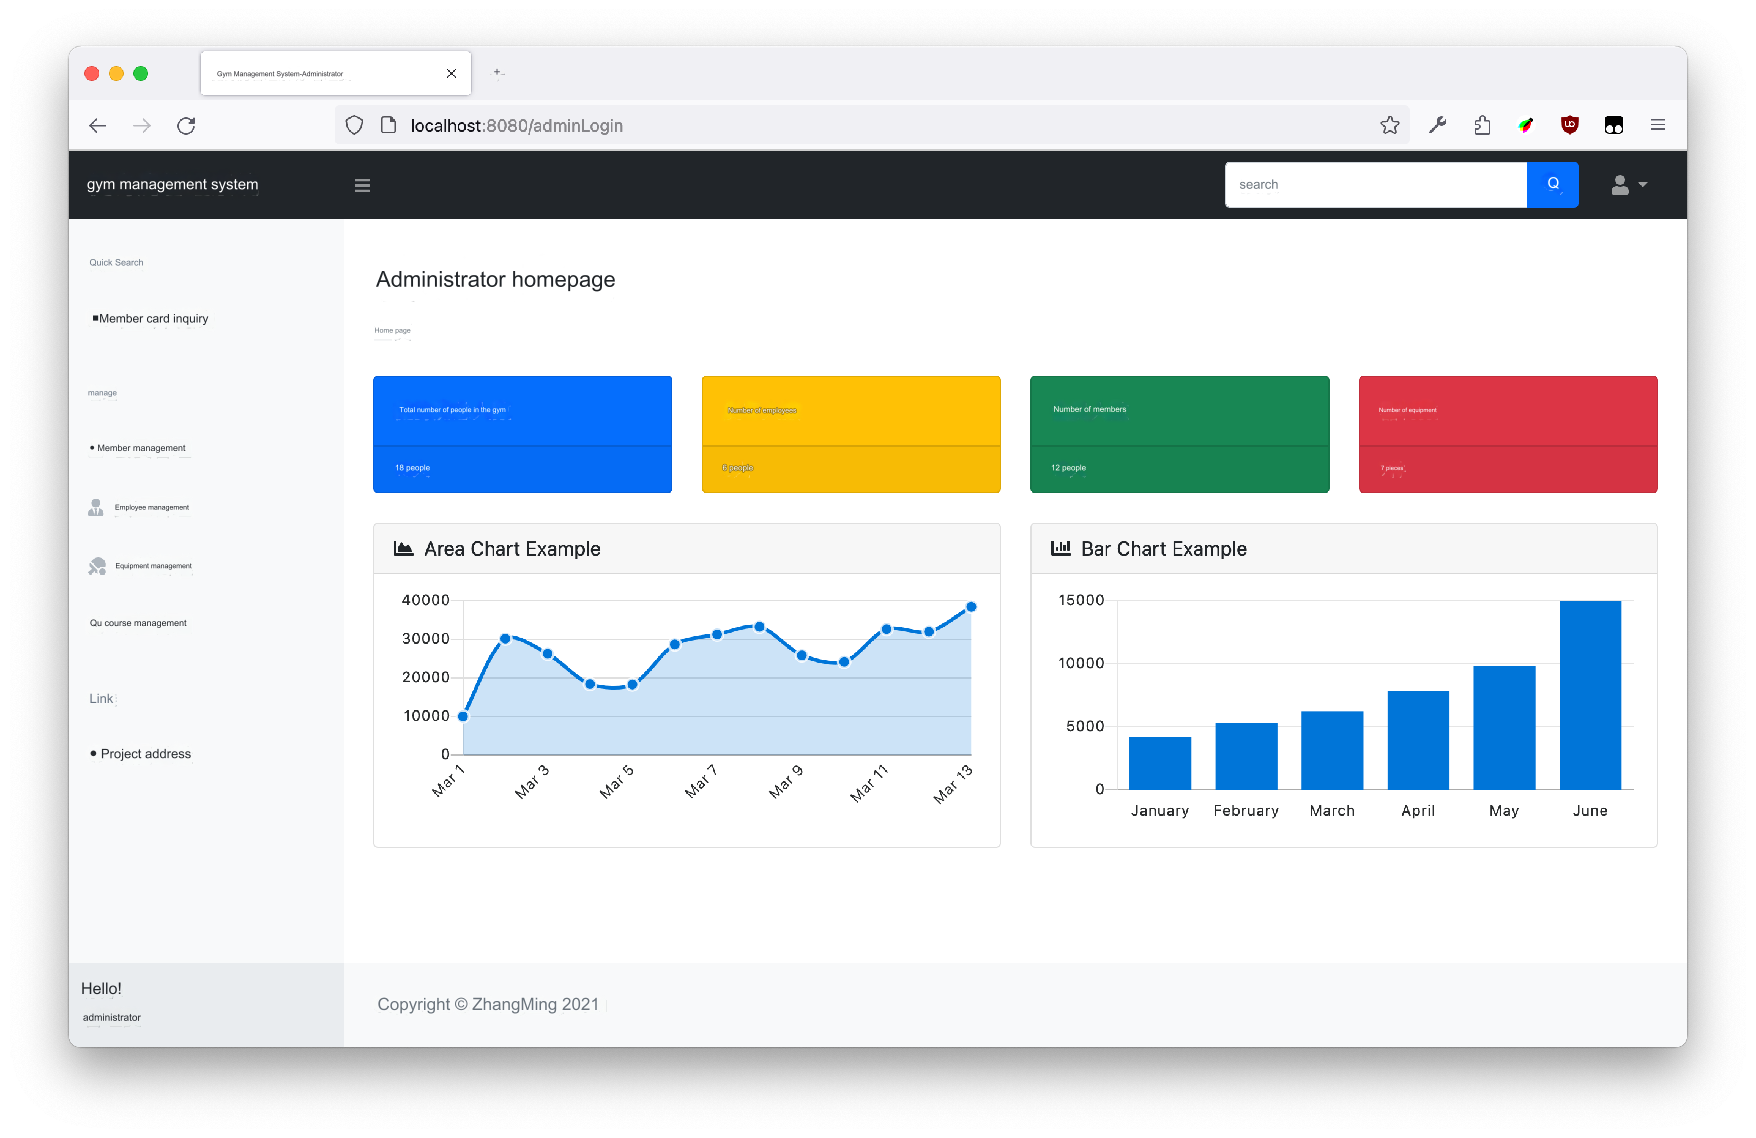 Gym Management System-Administrator
localhost:8080/adminLogin
gym management system
search
Quick Search
■Member card inquiry
manage
• Member management
Employee management
Equipment management
Qu course management
Link
• Project address
Hello!
administrator
Administrator homepage
Home page
Total number of people in the gym
18 people
Number of employees
6 people
Number of members
12 people
Number of equipment
7 pieces
Area Chart Example
40000
30000
20000
10000
0
Mar 1
Mar 3
Mar 5
Mar 7
Mar 9
Mar 11
Mar 13
Bar Chart Example
15000
10000
5000
0
January
February
March
April
May
June
Copyright © ZhangMing 2021